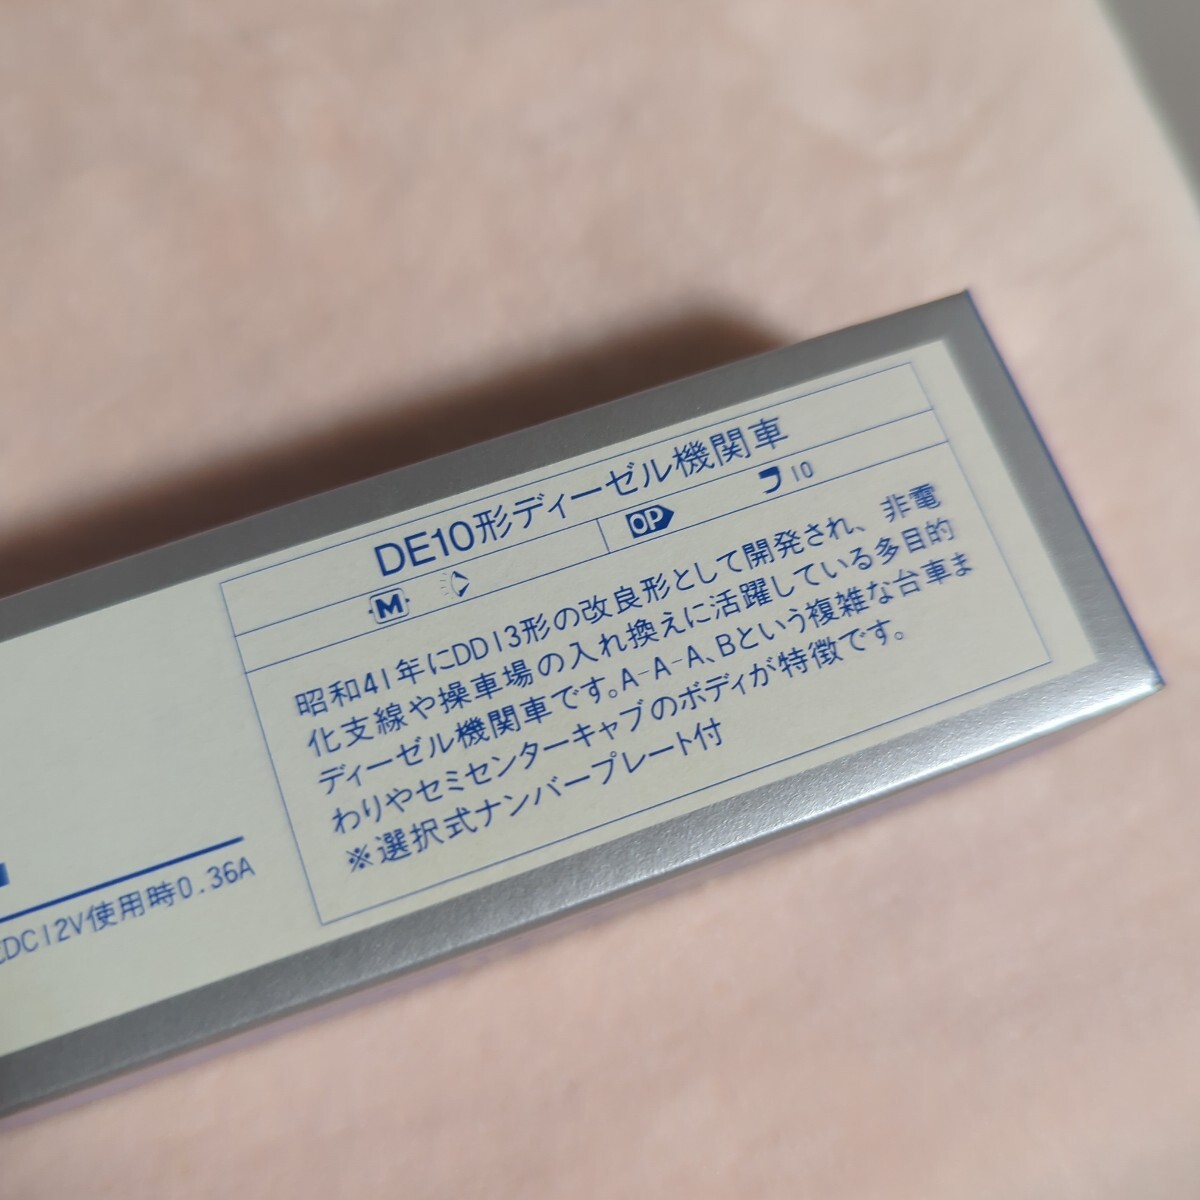 DE10形ディーゼル機関車
M OP 10
昭和41年にDD13形の改良形として開発され、非電
化支線や操車場の入れ換えに活躍している多目的
ディーゼル機関車です。A-A-A、Bという複雑な台車ま
わりやセミセンターキャブのボディが特徴です。
※選択式ナンバープレート付
DC12V使用時0.36A